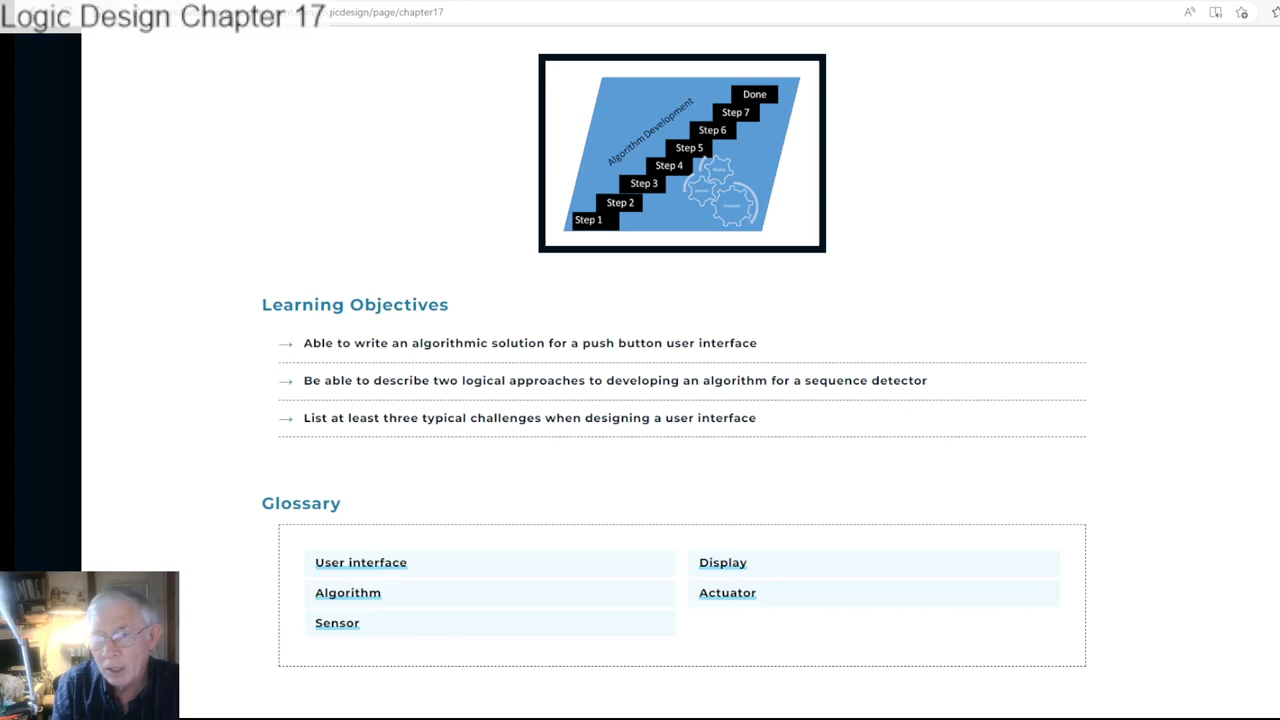 Logic Design Chapter 17
gicdesign/page/chapter17
Algorithm Development
Done
Step 7
Step 6
Step 5
Step 4
Step 3
Step 2
Step 1
Learning Objectives
→ Able to write an algorithmic solution for a push button user interface
→ Be able to describe two logical approaches to developing an algorithm for a sequence detector
→ List at least three typical challenges when designing a user interface
Glossary
User interface
Display
Algorithm
Actuator
Sensor